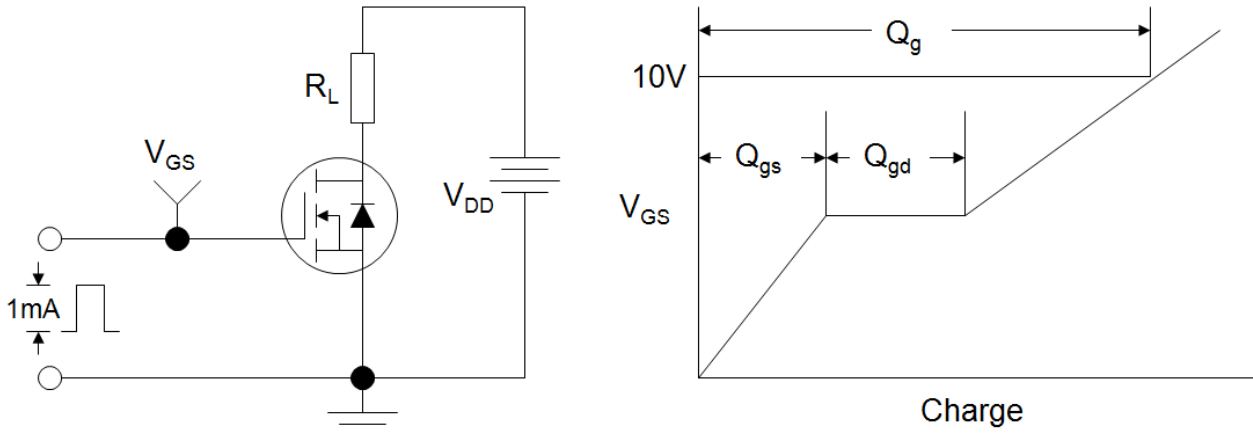 R_L
V_GS
V_DD
1mA
Q_g
10V
Q_gs
Q_gd
V_GS
Charge